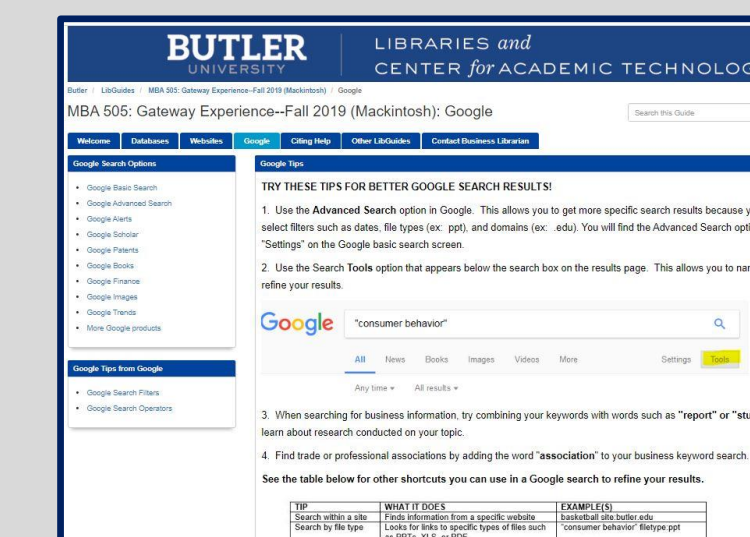 BUTLER
UNIVERSITY
LIBRARIES and
CENTER for ACADEMIC TECHNOLOG
Butler / LibGuides / MBA 505: Gateway Experience--Fall 2019 (Mackintosh) / Google
MBA 505: Gateway Experience--Fall 2019 (Mackintosh): Google
Search this Guide
Welcome Databases Websites Google Citing Help Other LibGuides Contact Business Librarian
Google Search Options
Google Basic Search
Google Advanced Search
Google Alerts
Google Scholar
Google Patents
Google Books
Google Finance
Google Images
Google Trends
More Google products
Google Tips from Google
Google Search Filters
Google Search Operators
Google Tips
TRY THESE TIPS FOR BETTER GOOGLE SEARCH RESULTS!
1. Use the Advanced Search option in Google. This allows you to get more specific search results because y
select filters such as dates, file types (ex: ppt), and domains (ex: .edu). You will find the Advanced Search opti
"Settings" on the Google basic search screen.
2. Use the Search Tools option that appears below the search box on the results page. This allows you to nar
refine your results.
Google "consumer behavior"
All News Books Images Videos More Settings Tools
Any time All results
3. When searching for business information, try combining your keywords with words such as "report" or "stu
learn about research conducted on your topic.
4. Find trade or professional associations by adding the word "association" to your business keyword search.
See the table below for other shortcuts you can use in a Google search to refine your results.
TIP WHAT IT DOES EXAMPLE(S)
Search within a site Finds information from a specific website basketball site:butler.edu
Search by file type Looks for links to specific types of files such "consumer behavior" filetype:ppt
as PPTs, XLS, or PDF